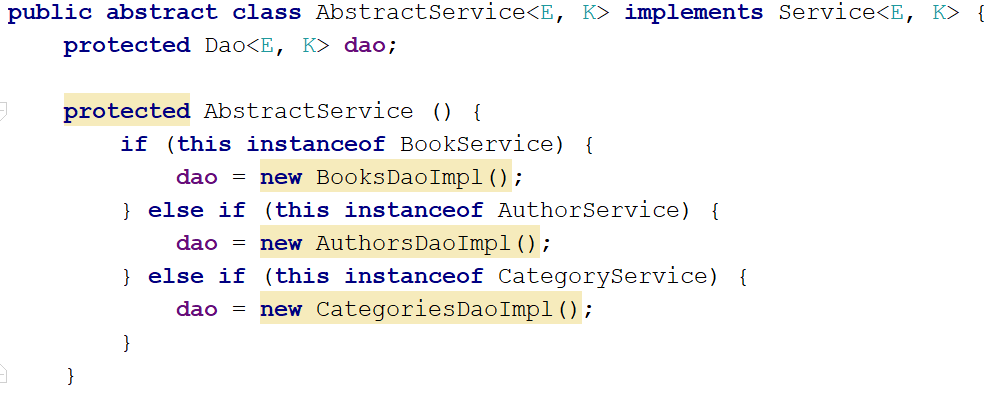 public abstract class AbstractService<E, K> implements Service<E, K> {
    protected Dao<E, K> dao;
    protected AbstractService () {
        if (this instanceof BookService) {
            dao = new BooksDaoImpl();
        } else if (this instanceof AuthorService) {
            dao = new AuthorsDaoImpl();
        } else if (this instanceof CategoryService) {
            dao = new CategoriesDaoImpl();
        }
    }